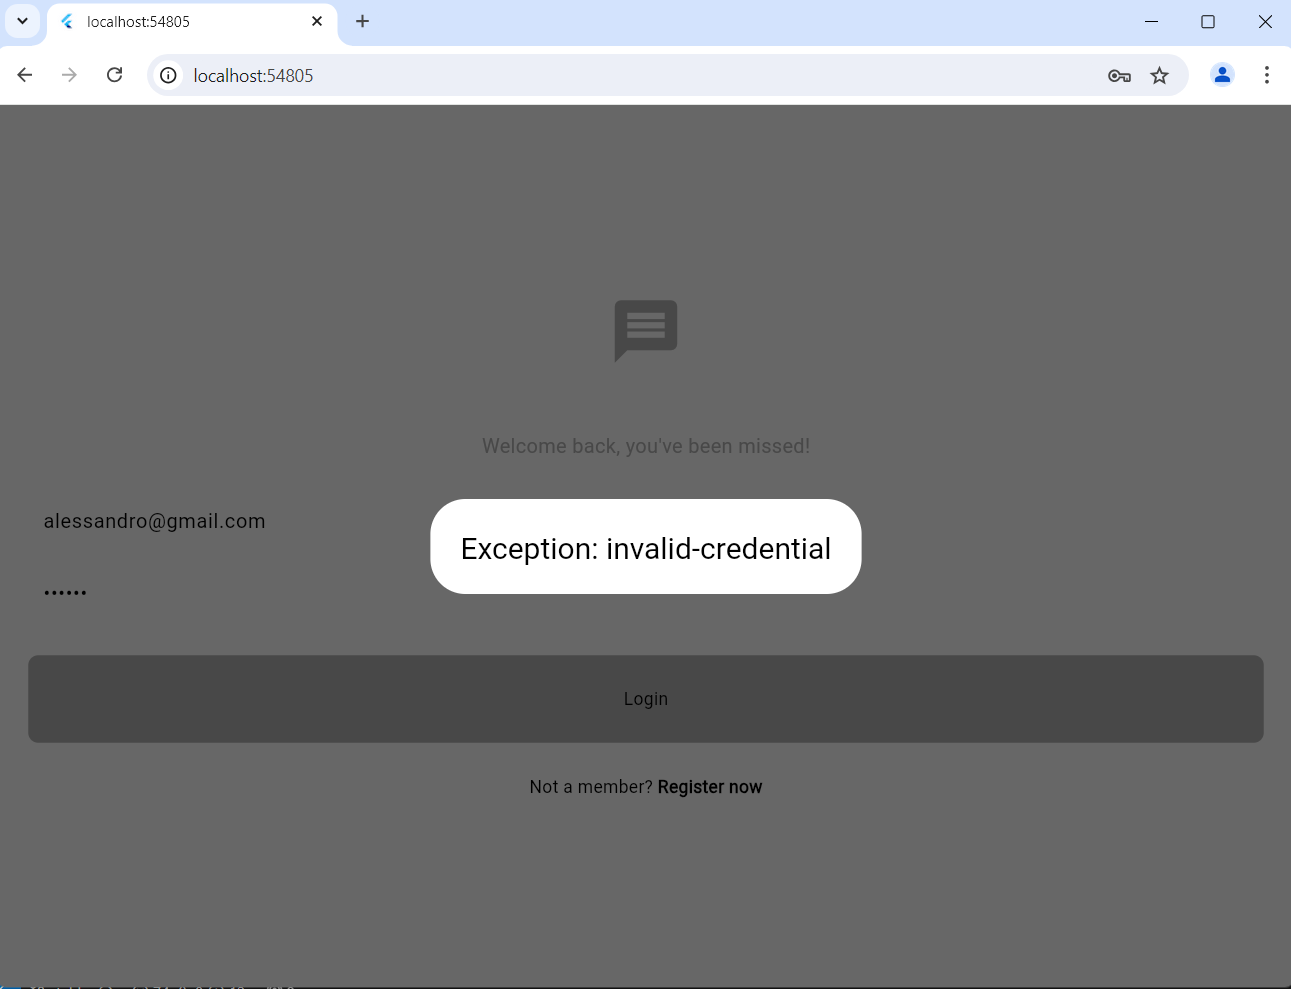 localhost:54805
localhost:54805
Welcome back, you've been missed!
alessandro@gmail.com
Exception: invalid-credential
••••••
Login
Not a member? Register now